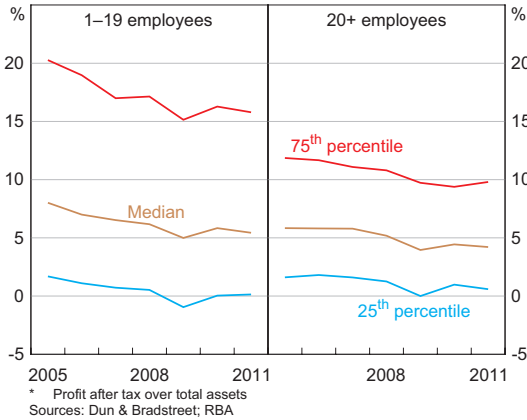 % 1–19 employees 20+ employees %
20 20
15 75th percentile 15
10 10
Median
5 5
0 0
25th percentile
-5 -5
2005 2008 2011 2008 2011
* Profit after tax over total assets
Sources: Dun & Bradstreet; RBA